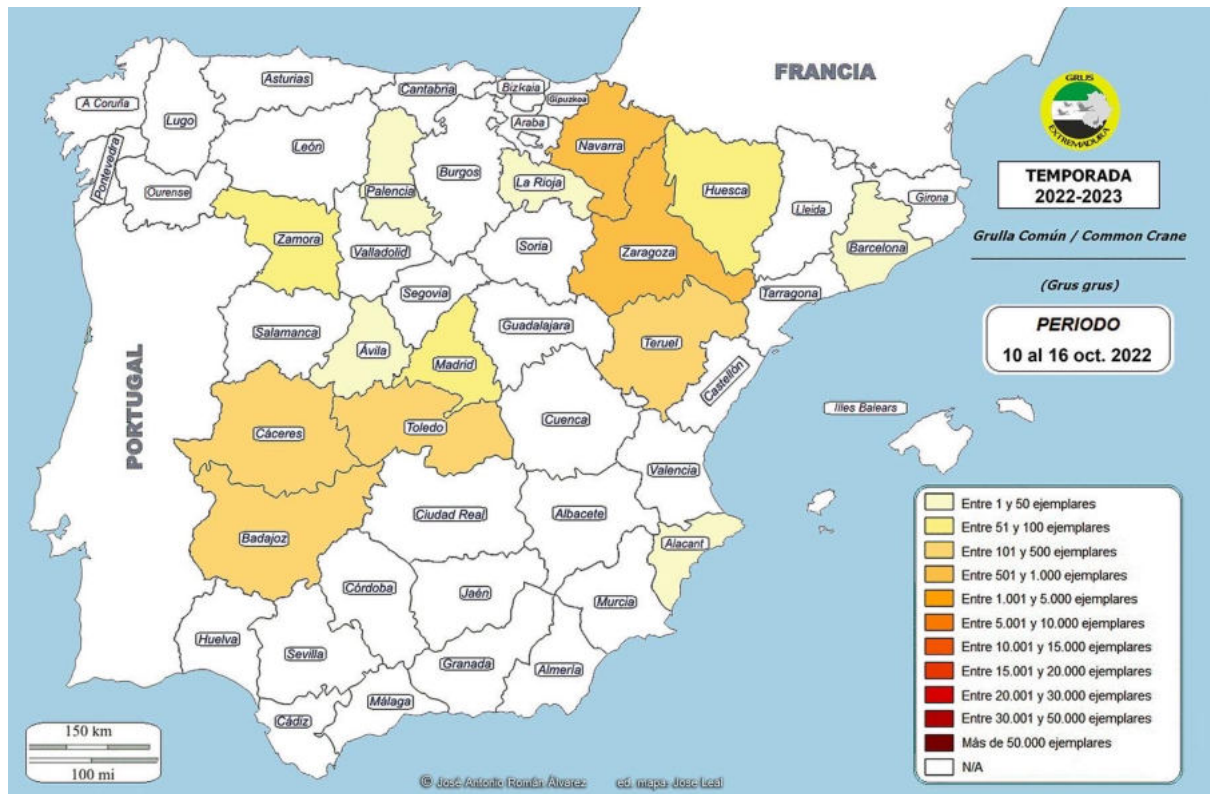 FRANCIA
GRUS
EXTREMADURA
TEMPORADA
2022-2023
Grulla Común / Common Crane
(Grus grus)
PERIODO
10 al 16 oct. 2022
A Coruña
Lugo
Asturias
Cantabria
Bizkaia
Gipuzkoa
Araba
Navarra
Pontevedra
Ourense
León
Palencia
Burgos
La Rioja
Huesca
Lleida
Girona
Barcelona
Zamora
Valladolid
Soria
Zaragoza
Tarragona
Segovia
Salamanca
Ávila
Madrid
Guadalajara
Teruel
Castellón
PORTUGAL
Cáceres
Toledo
Cuenca
Valencia
Illes Balears
Badajoz
Ciudad Real
Albacete
Alacant
Córdoba
Jaén
Murcia
Huelva
Sevilla
Granada
Almería
Málaga
Cádiz
Entre 1 y 50 ejemplares
Entre 51 y 100 ejemplares
Entre 101 y 500 ejemplares
Entre 501 y 1.000 ejemplares
Entre 1.001 y 5.000 ejemplares
Entre 5.001 y 10.000 ejemplares
Entre 10.001 y 15.000 ejemplares
Entre 15.001 y 20.000 ejemplares
Entre 20.001 y 30.000 ejemplares
Entre 30.001 y 50.000 ejemplares
Más de 50.000 ejemplares
N/A
150 km
100 mi
© José Antonio Román Álvarez ed. mapa: Jose Leal